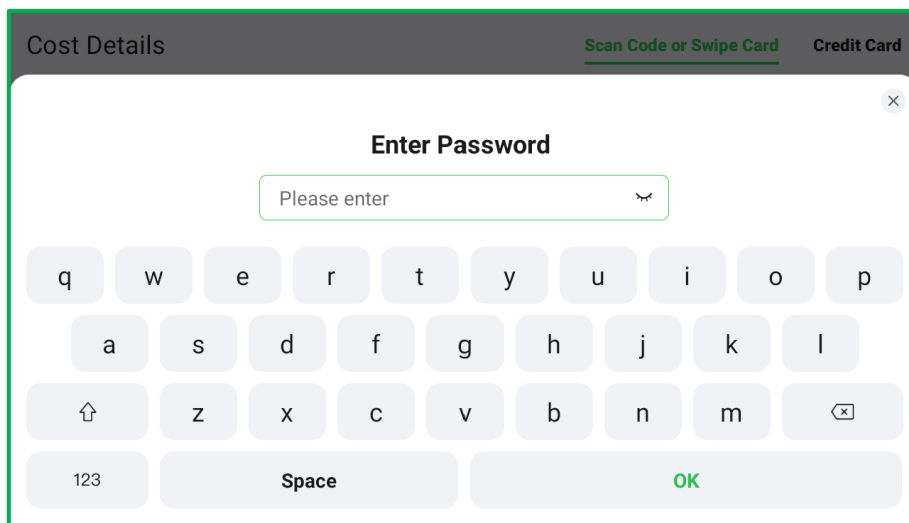 Cost Details
Scan Code or Swipe Card Credit Card
Enter Password
Please enter
q w e r t y u i o p
a s d f g h j k l
z x c v b n m
123 Space OK